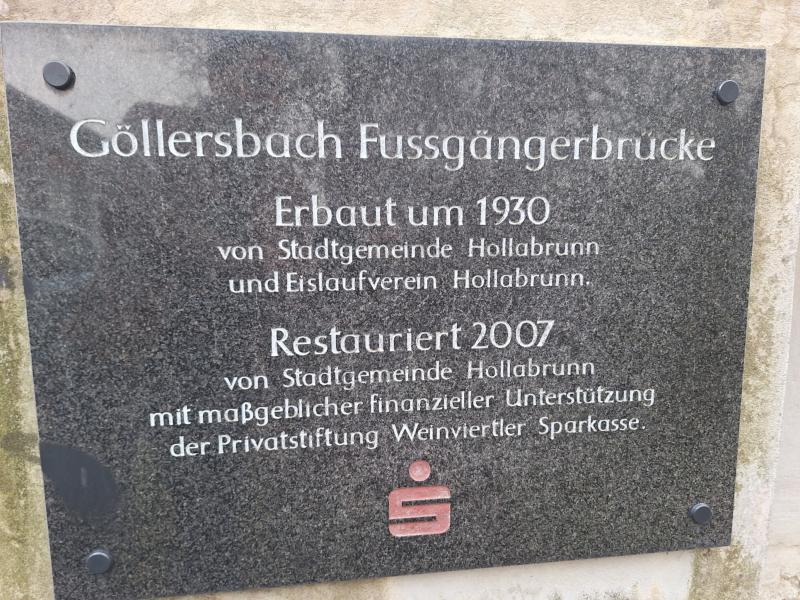 Göllersbach Fussgängerbrücke
Erbaut um 1930
von Stadtgemeinde Hollabrunn
und Eislaufverein Hollabrunn.
Restauriert 2007
von Stadtgemeinde Hollabrunn
mit maßgeblicher finanzieller Unterstützung
der Privatstiftung Weinviertler Sparkasse.